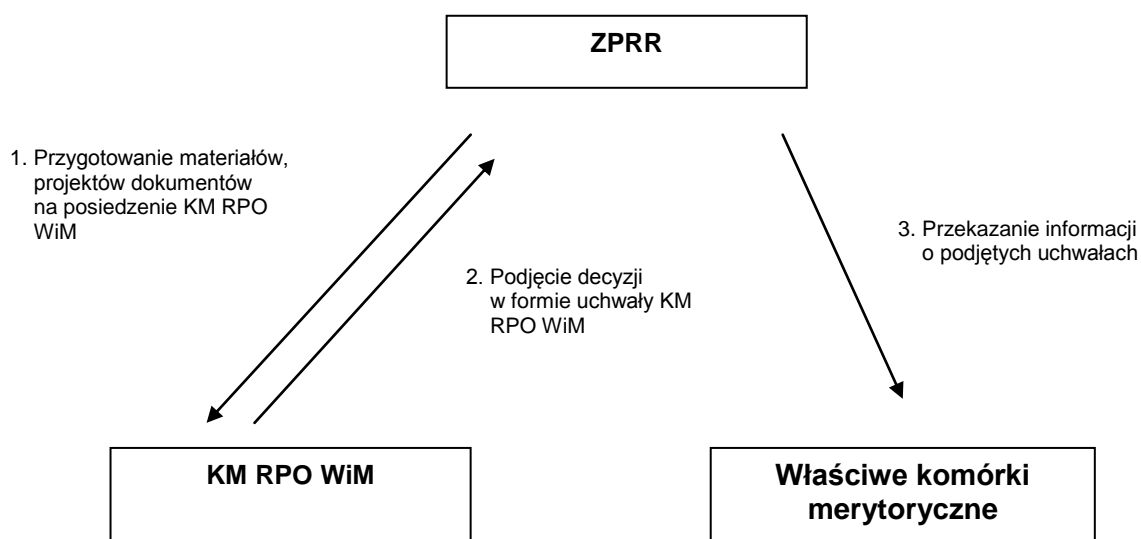 ZPRR
1. Przygotowanie materiałów,
projektów dokumentów
na posiedzenie KM RPO
WiM
2. Podjęcie decyzji
w formie uchwały KM
RPO WiM
3. Przekazanie informacji
o podjętych uchwałach
KM RPO WiM
Właściwe komórki
merytoryczne